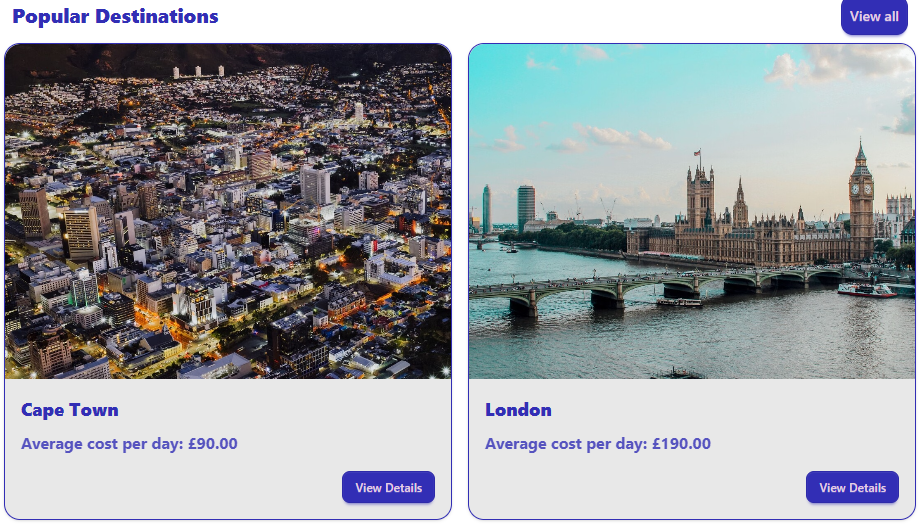 Popular Destinations
View all
Cape Town
Average cost per day: £90.00
View Details
London
Average cost per day: £190.00
View Details